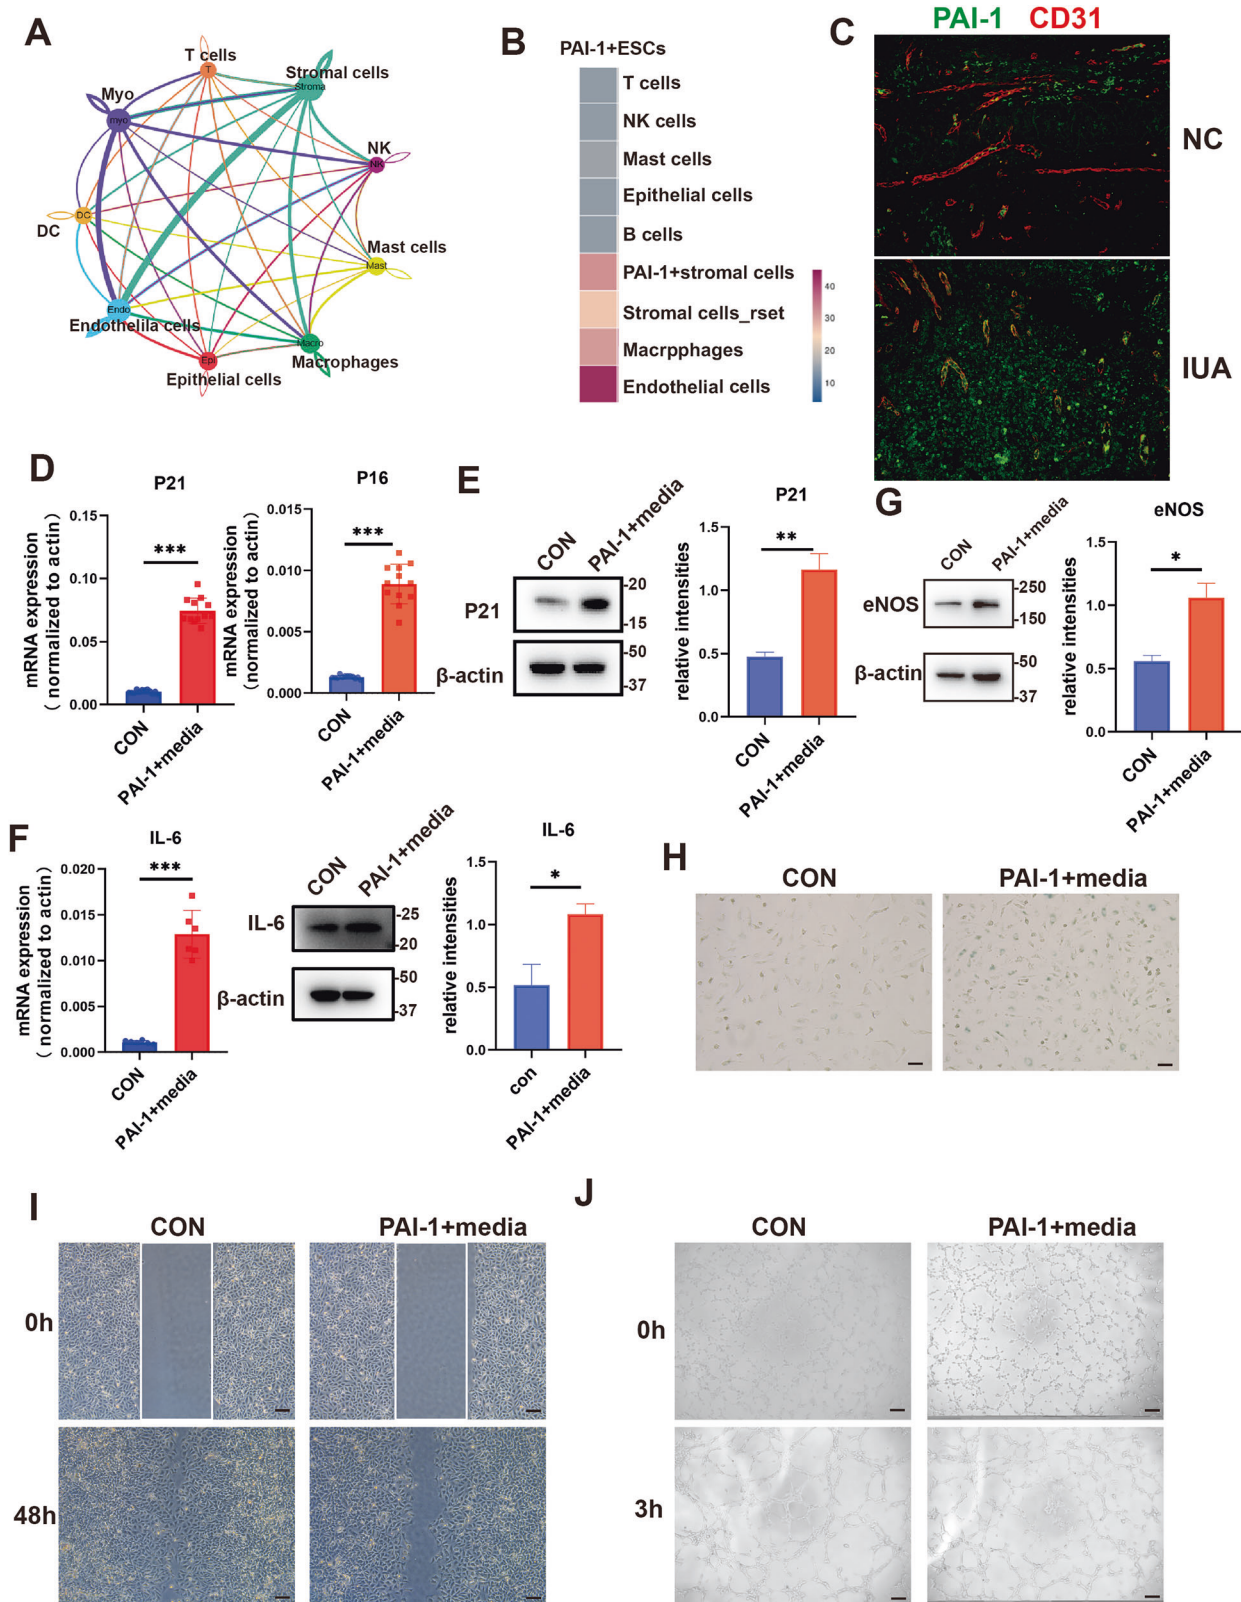 A
T cells
T
Stromal cells
Stroma
Myo
myo
NK
NK
DC
DC
Mast cells
Mast
Endo
Endothelila cells
Macro
Macrophages
Epi
Epithelial cells
B
PAI-1+ESCs
T cells
NK cells
Mast cells
Epithelial cells
B cells
PAI-1+stromal cells
Stromal cells_rset
Macrpphages
Endothelial cells
40
30
20
10
C
PAI-1 CD31
NC
IUA
D
P21
mRNA expression
( normalized to actin)
0.15
0.10
0.05
0.00
***
CON
PAI-1+media
P16
mRNA expression
(normalized to actin)
0.015
0.010
0.005
0.000
***
CON
PAI-1+media
E
CON
PAI-1+media
P21
-20
-15
β-actin
-50
-37
P21
relative intensities
1.5
1.0
0.5
0.0
**
CON
PAI-1+media
G
CON
PAI-1+media
eNOS
-250
-150
β-actin
-50
-37
eNOS
relative intensities
1.5
1.0
0.5
0.0
*
CON
PAI-1+media
F
IL-6
mRNA expression
( normalized to actin)
0.020
0.015
0.010
0.005
0.000
***
CON
PAI-1+media
CON
PAI-1+media
IL-6
-25
-20
β-actin
-50
-37
IL-6
relative intensities
1.5
1.0
0.5
0.0
*
con
PAI-1+media
H
CON
PAI-1+media
I
CON
PAI-1+media
0h
48h
J
CON
PAI-1+media
0h
3h